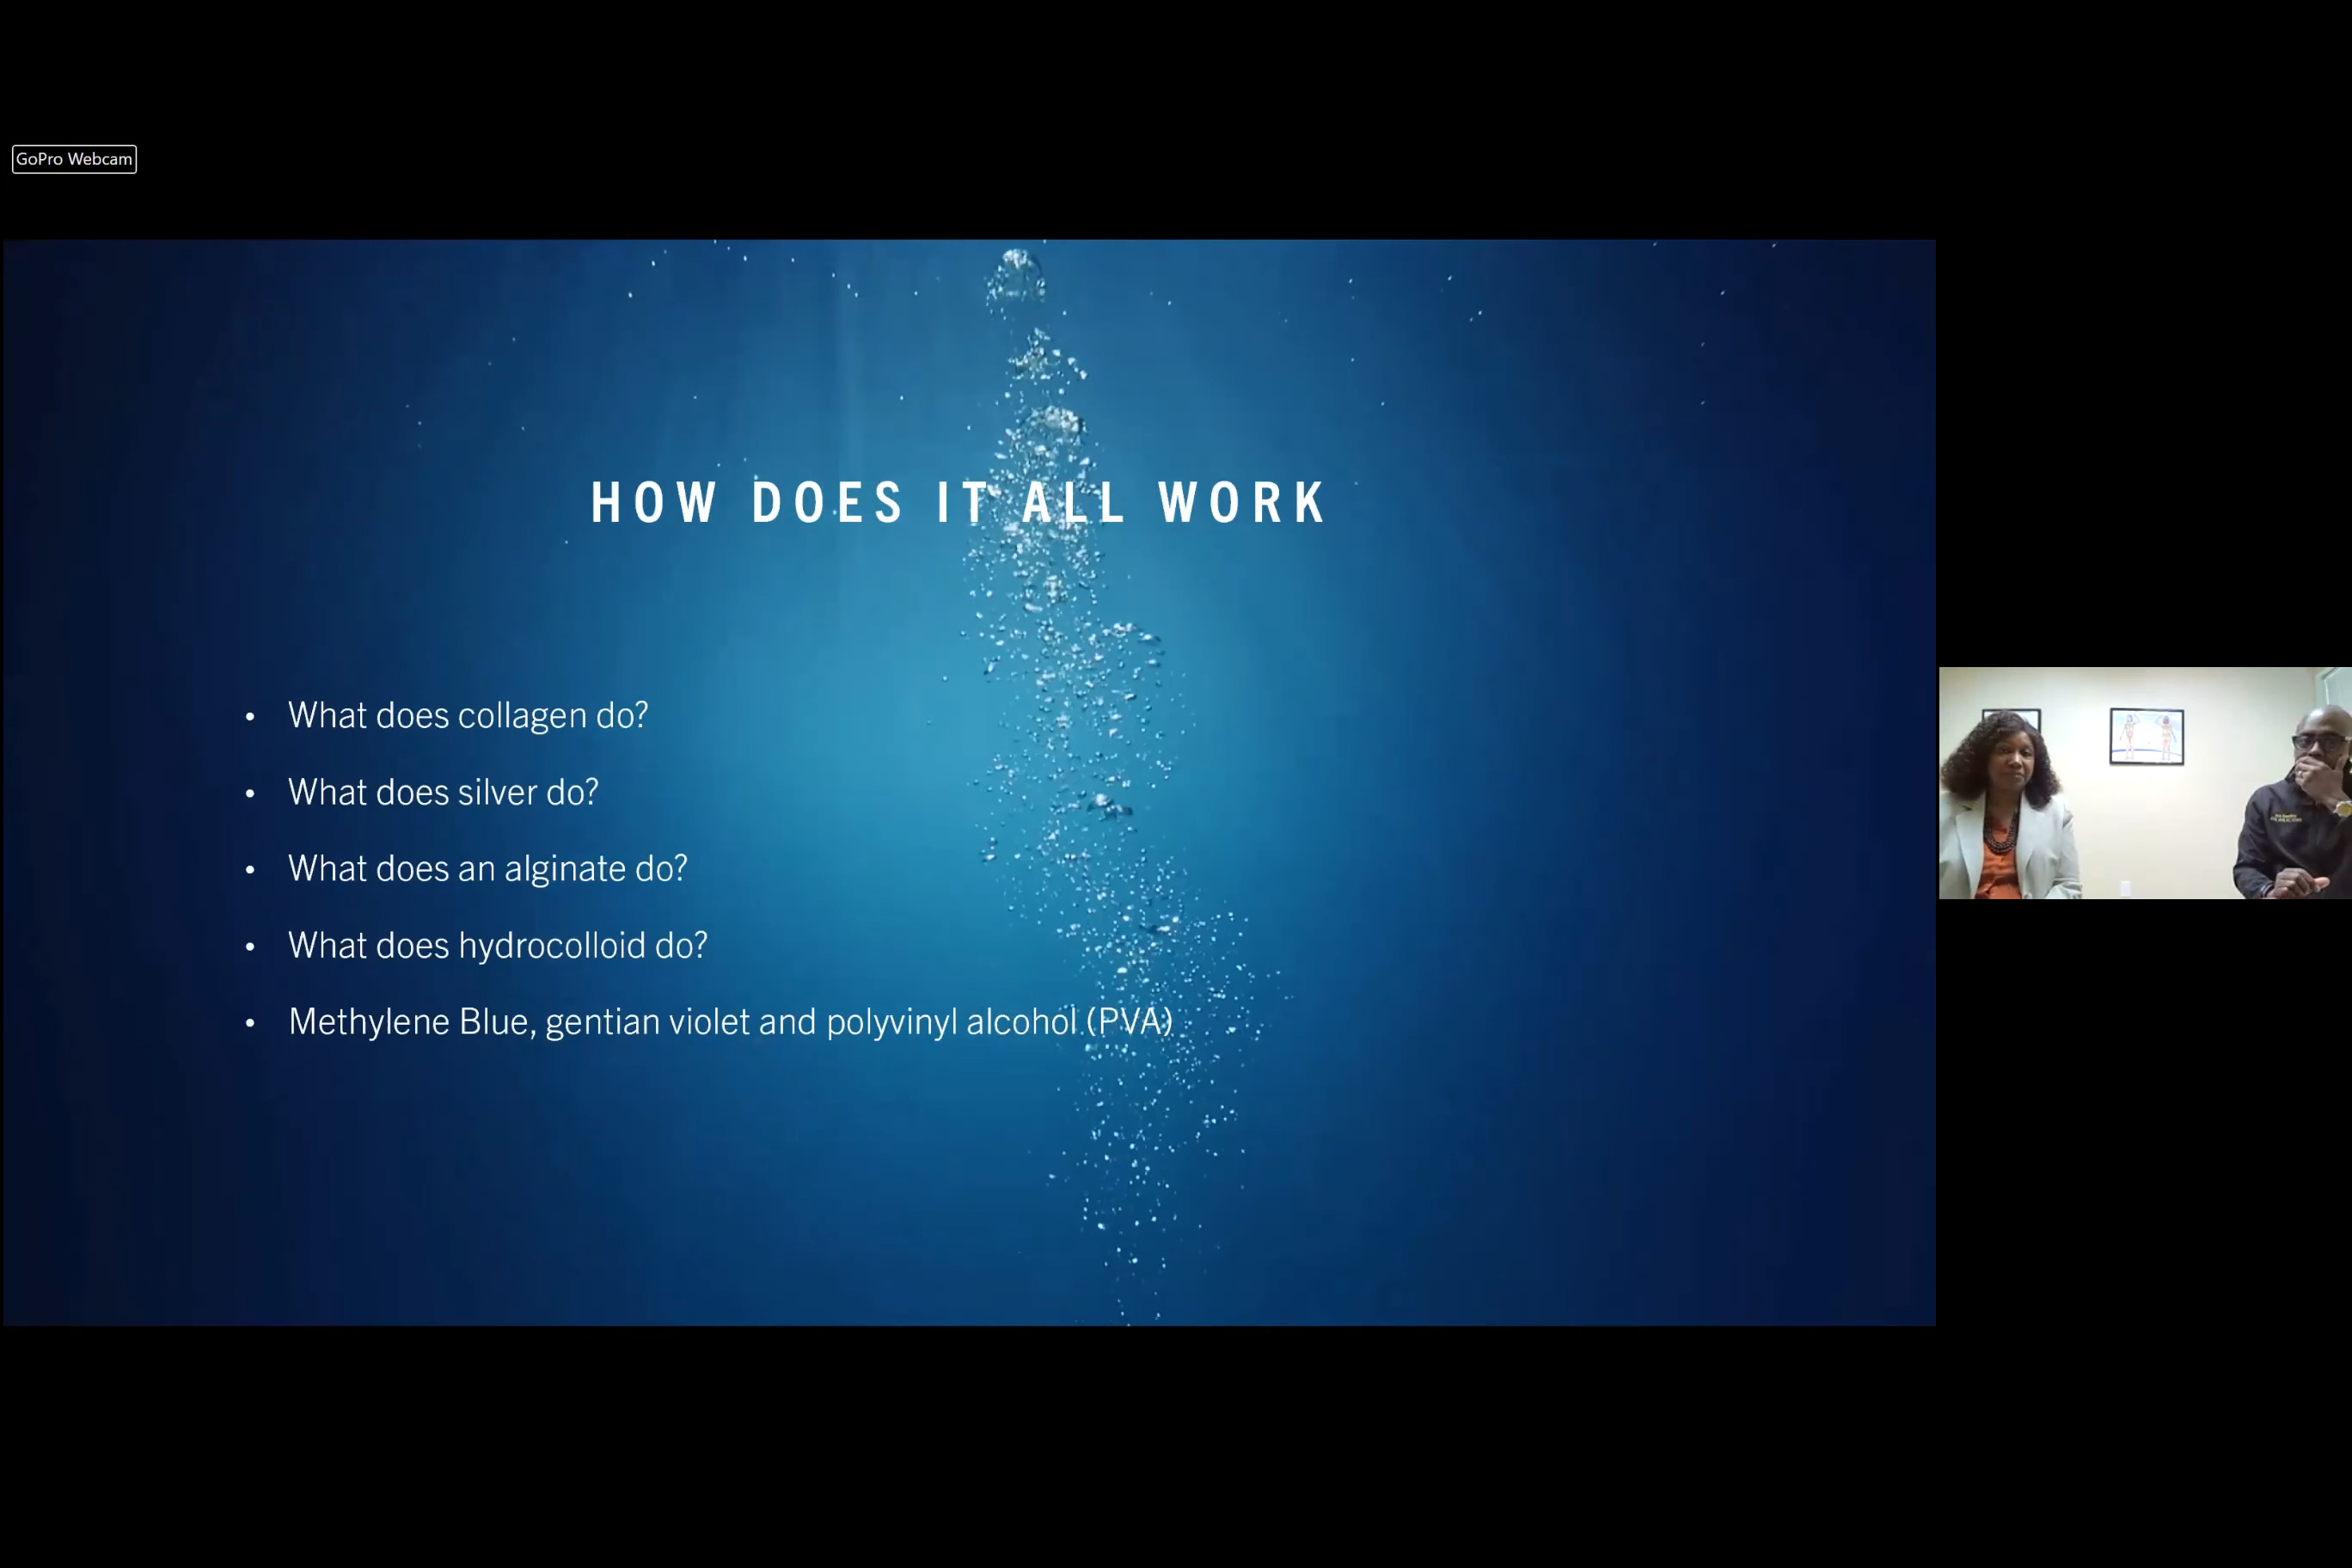 GoPro Webcam
HOW DOES IT ALL WORK
• What does collagen do?
• What does silver do?
• What does an alginate do?
• What does hydrocolloid do?
• Methylene Blue, gentian violet and polyvinyl alcohol (PVA)